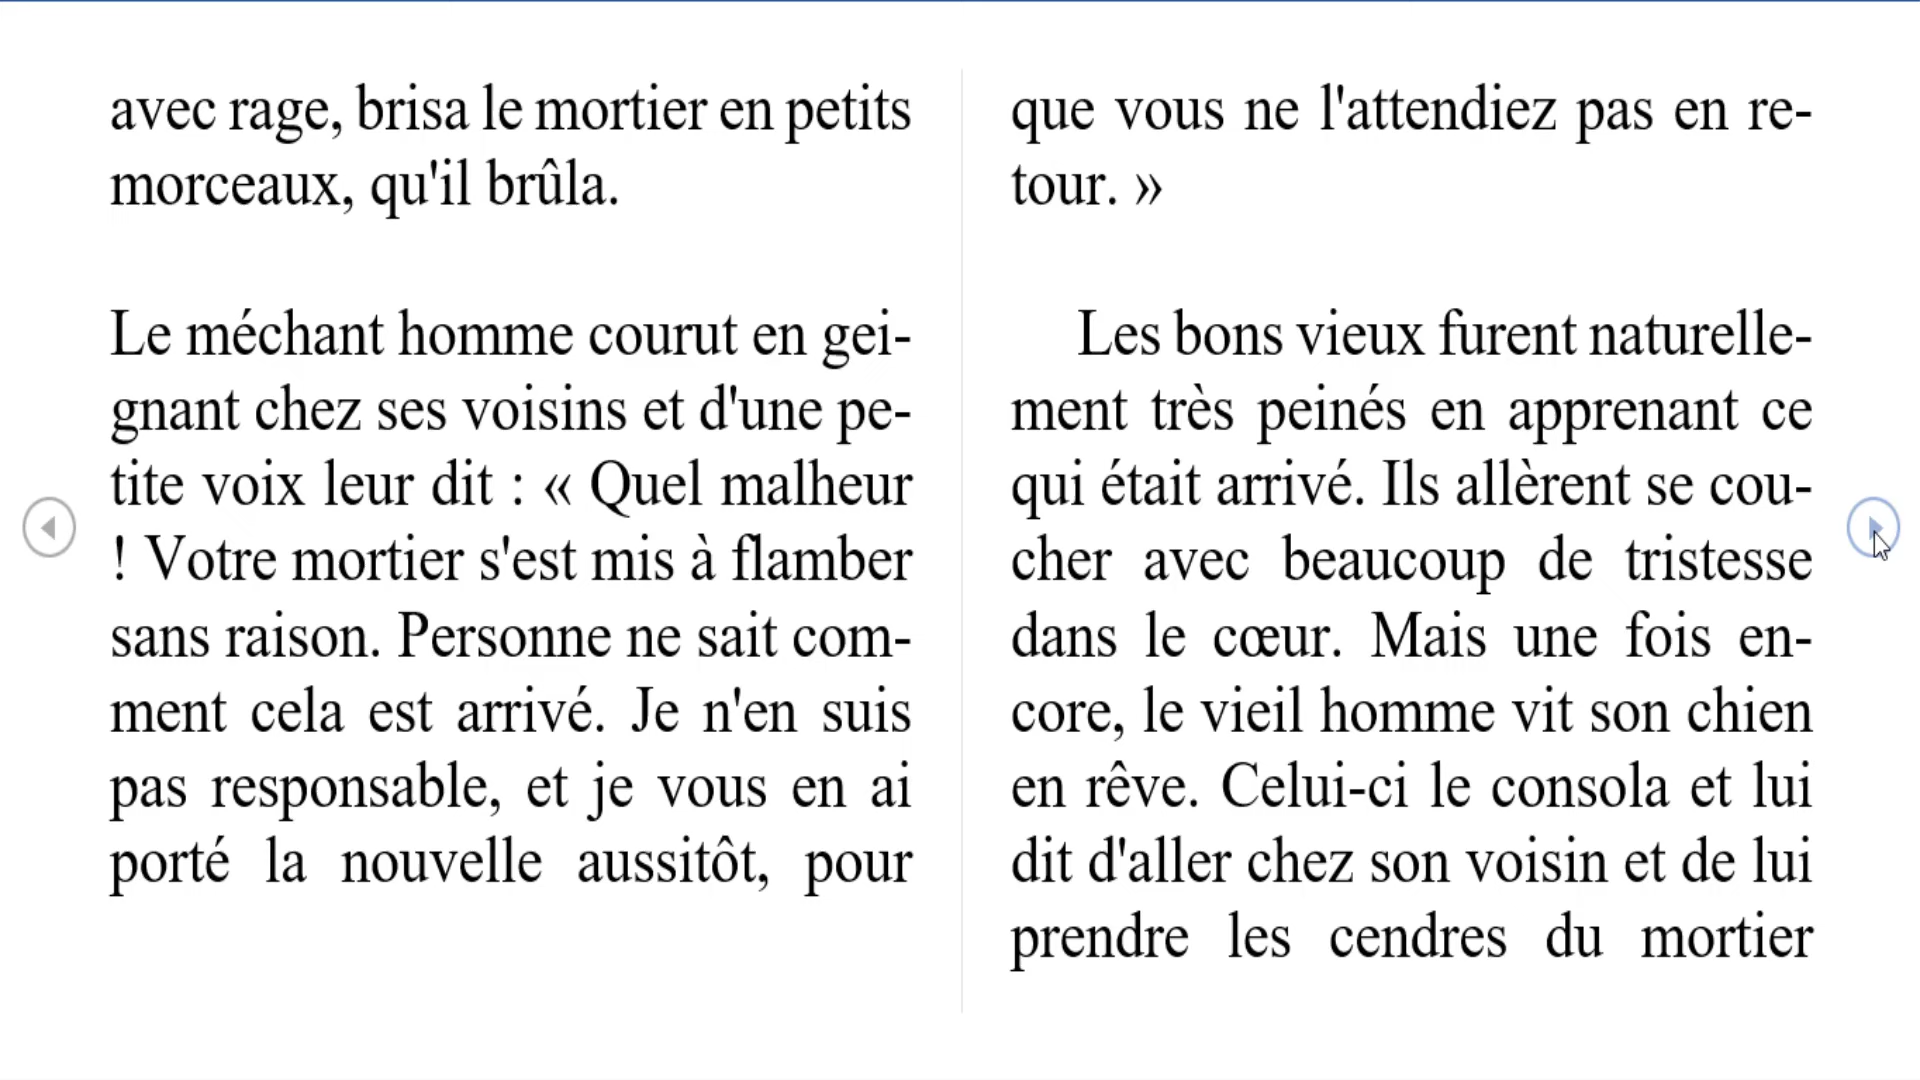 avec rage, brisa le mortier en petits
morceaux, qu'il brûla.
Le méchant homme courut en gei-
gnant chez ses voisins et d'une pe-
tite voix leur dit : « Quel malheur
! Votre mortier s'est mis à flamber
sans raison. Personne ne sait com-
ment cela est arrivé. Je n'en suis
pas responsable, et je vous en ai
porté la nouvelle aussitôt, pour
que vous ne l'attendiez pas en re-
tour. »
Les bons vieux furent naturelle-
ment très peinés en apprenant ce
qui était arrivé. Ils allèrent se cou-
cher avec beaucoup de tristesse
dans le cœur. Mais une fois en-
core, le vieil homme vit son chien
en rêve. Celui-ci le consola et lui
dit d'aller chez son voisin et de lui
prendre les cendres du mortier